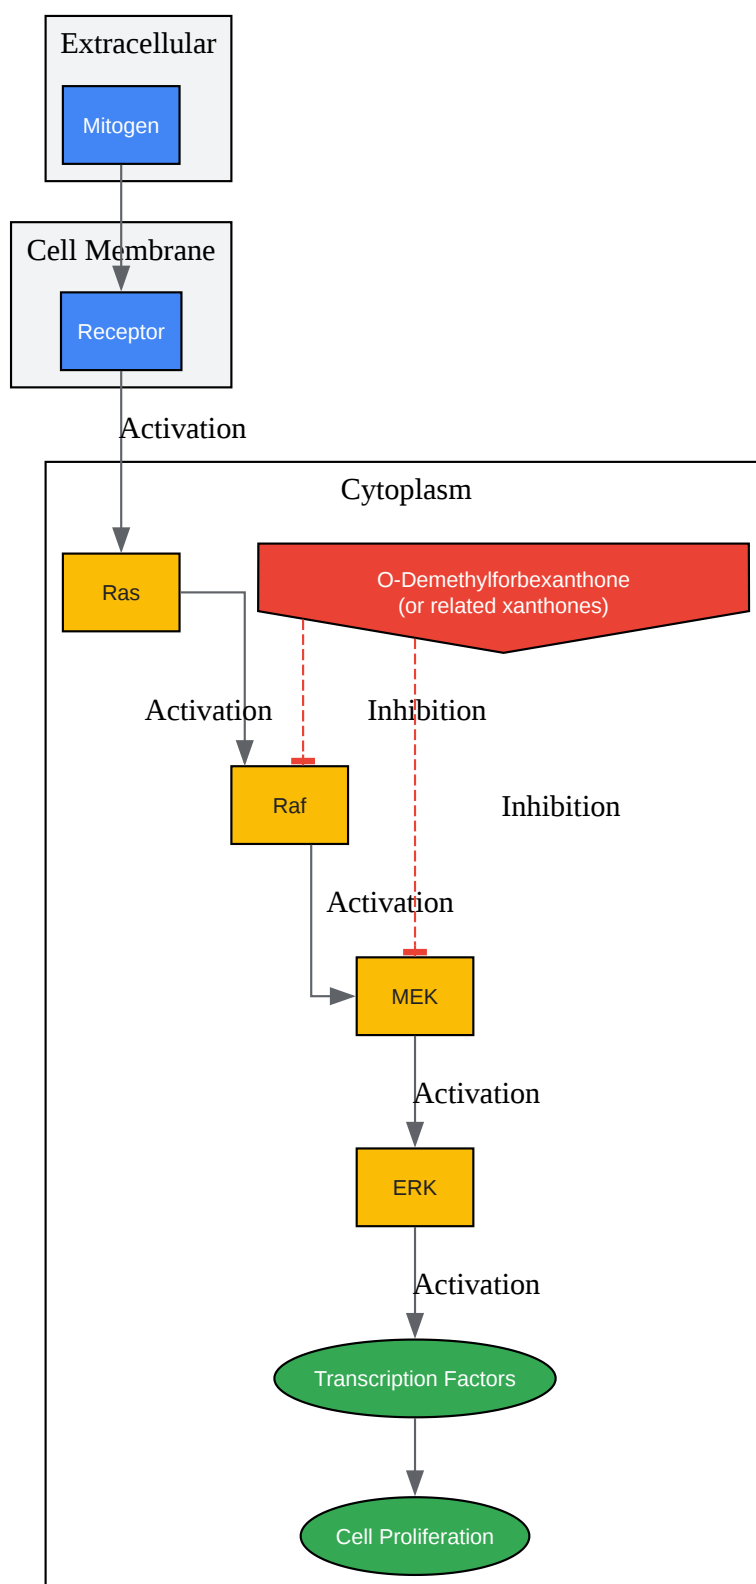 Extracellular
Mitogen
Cell Membrane
Receptor
Activation
Cytoplasm
Ras
O-Demethylforbexanthone
(or related xanthones)
Activation
Inhibition
Raf
Inhibition
Activation
MEK
Activation
ERK
Activation
Transcription Factors
Cell Proliferation